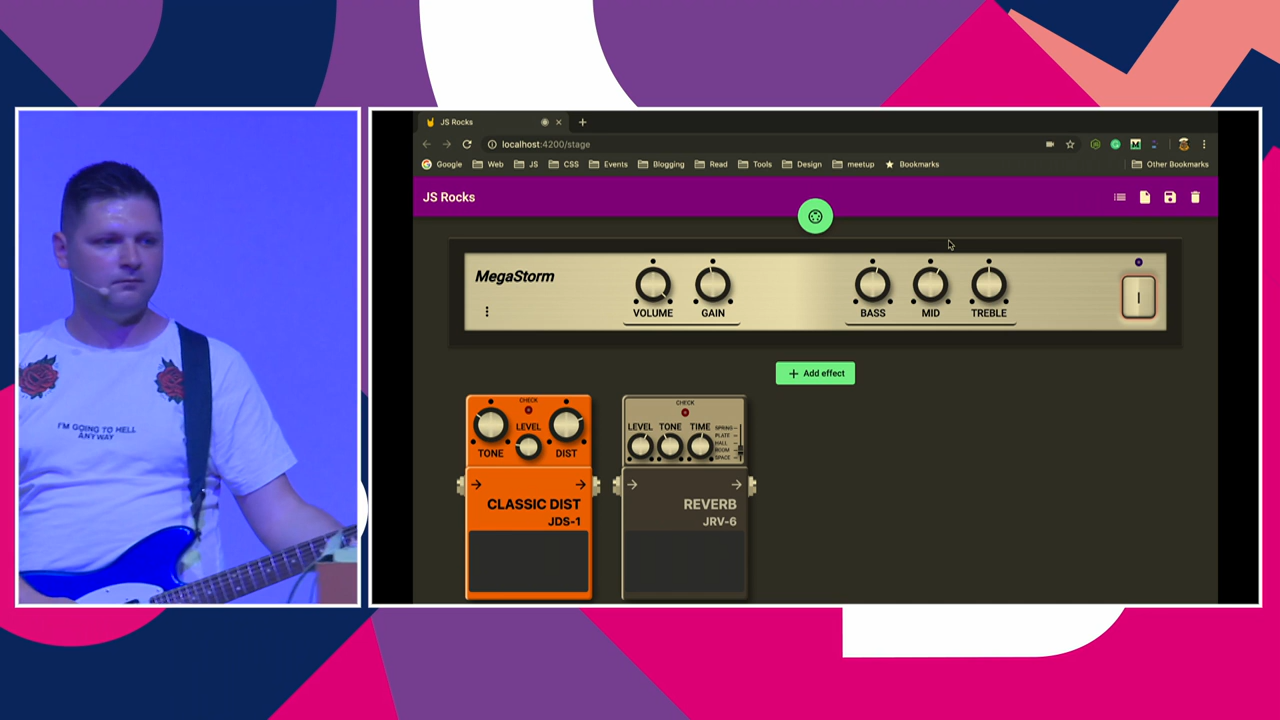 I'M GOING TO HELL
ANYWAY
JS Rocks
localhost:4200/stage
Google Web JS CSS Events Blogging Read Tools Design meetup Bookmarks Other Bookmarks
JS Rocks
MegaStorm
VOLUME GAIN BASS MID TREBLE
Add effect
CHECK
LEVEL
TONE DIST
CLASSIC DIST
JDS-1
CHECK
LEVEL TONE TIME
SPRING
PLATE
HALL
ROOM
SPACE
REVERB
JRV-6